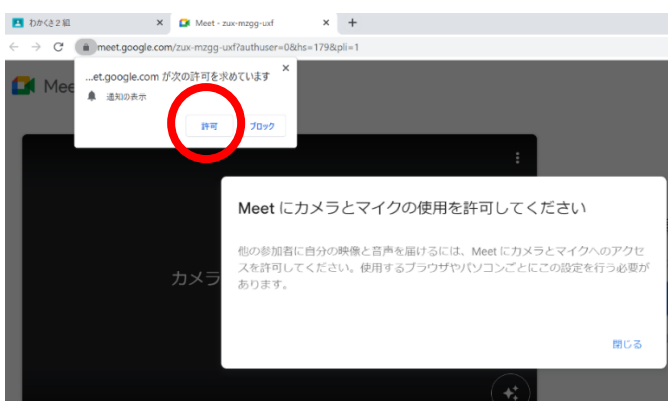 わかくさ2組
Meet - zux-mzgg-uxf
meet.google.com/zux-mzgg-uxf?authuser=0&hs=179&pli=1
...et.google.com が次の許可を求めています
通知の表示
許可 ブロック
Mee
カメラ
Meet にカメラとマイクの使用を許可してください
他の参加者に自分の映像と音声を届けるには、Meet にカメラとマイクへのアクセ
スを許可してください。使用するブラウザやパソコンごとにこの設定を行う必要が
あります。
閉じる